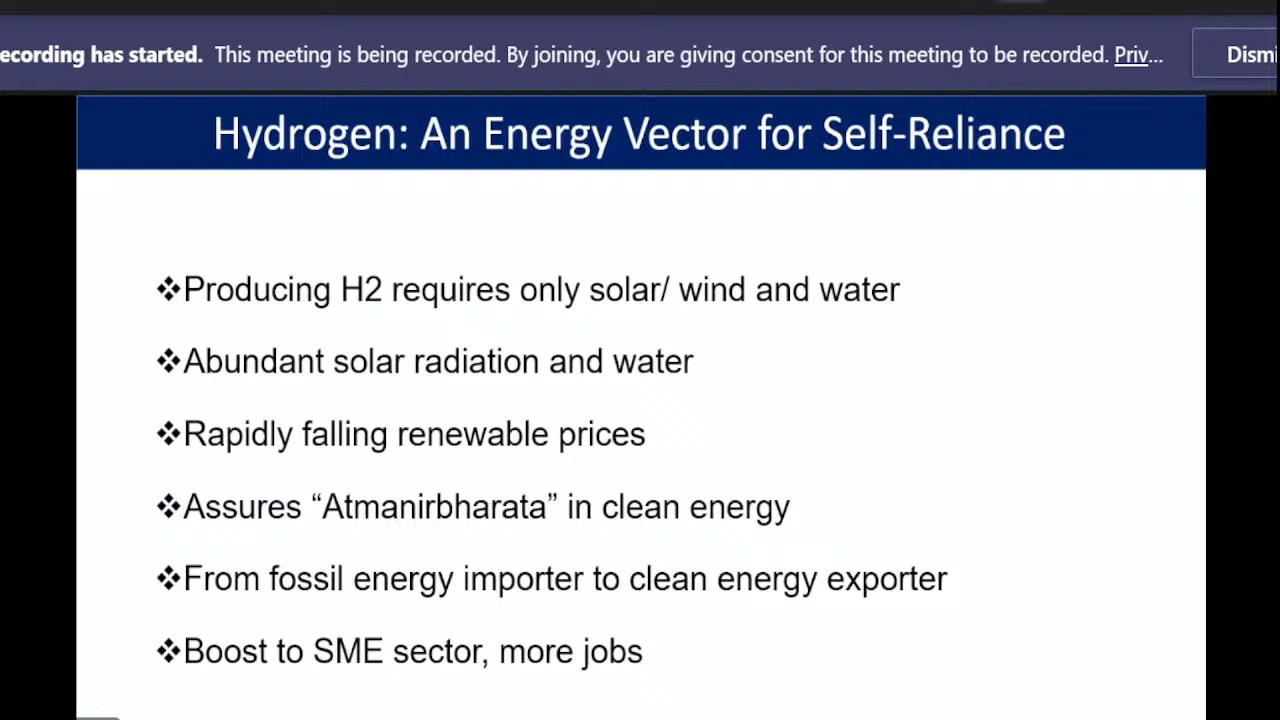 ecording has started. This meeting is being recorded. By joining, you are giving consent for this meeting to be recorded. Priv... Dismi
Hydrogen: An Energy Vector for Self-Reliance
❖Producing H2 requires only solar/ wind and water
❖Abundant solar radiation and water
❖Rapidly falling renewable prices
❖Assures “Atmanirbharata” in clean energy
❖From fossil energy importer to clean energy exporter
❖Boost to SME sector, more jobs